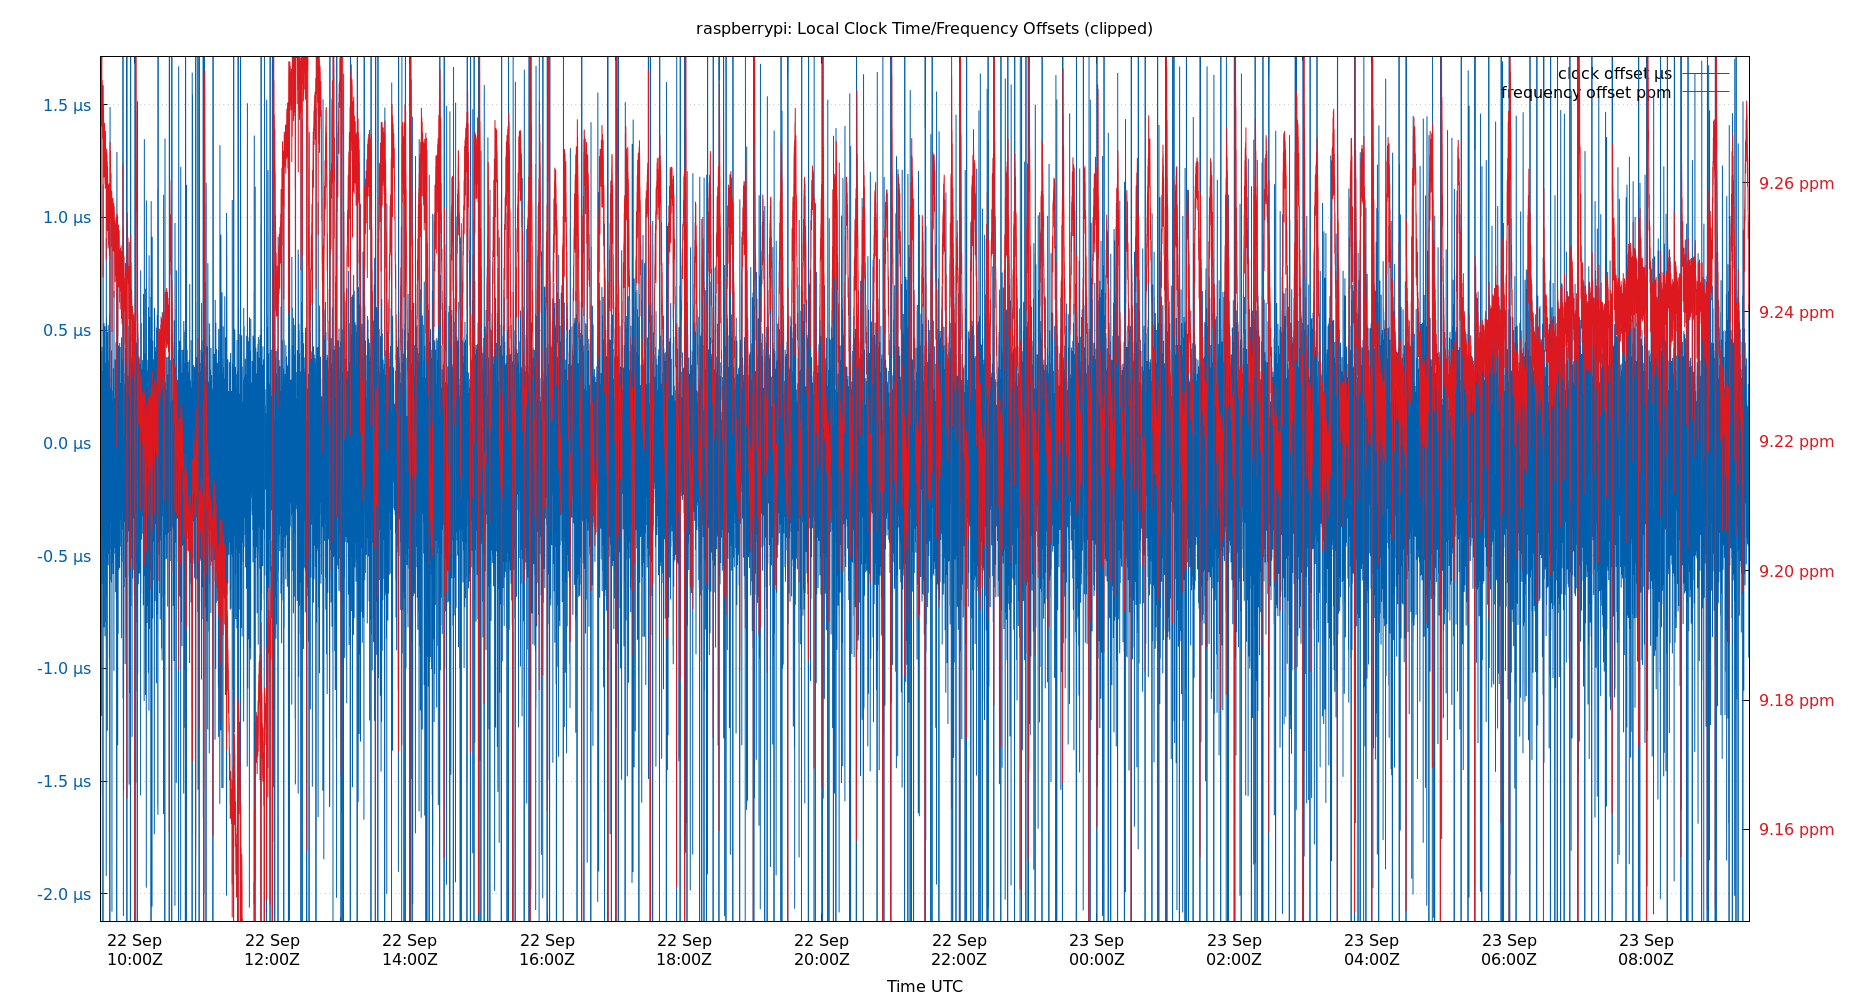 raspberrypi: Local Clock Time/Frequency Offsets (clipped)
clock offset µs
frequency offset ppm
1.5 µs
1.0 µs
0.5 µs
0.0 µs
-0.5 µs
-1.0 µs
-1.5 µs
-2.0 µs
9.26 ppm
9.24 ppm
9.22 ppm
9.20 ppm
9.18 ppm
9.16 ppm
22 Sep 22 Sep 22 Sep 22 Sep 22 Sep 22 Sep 22 Sep 23 Sep 23 Sep 23 Sep 23 Sep 23 Sep
10:00Z 12:00Z 14:00Z 16:00Z 18:00Z 20:00Z 22:00Z 00:00Z 02:00Z 04:00Z 06:00Z 08:00Z
Time UTC